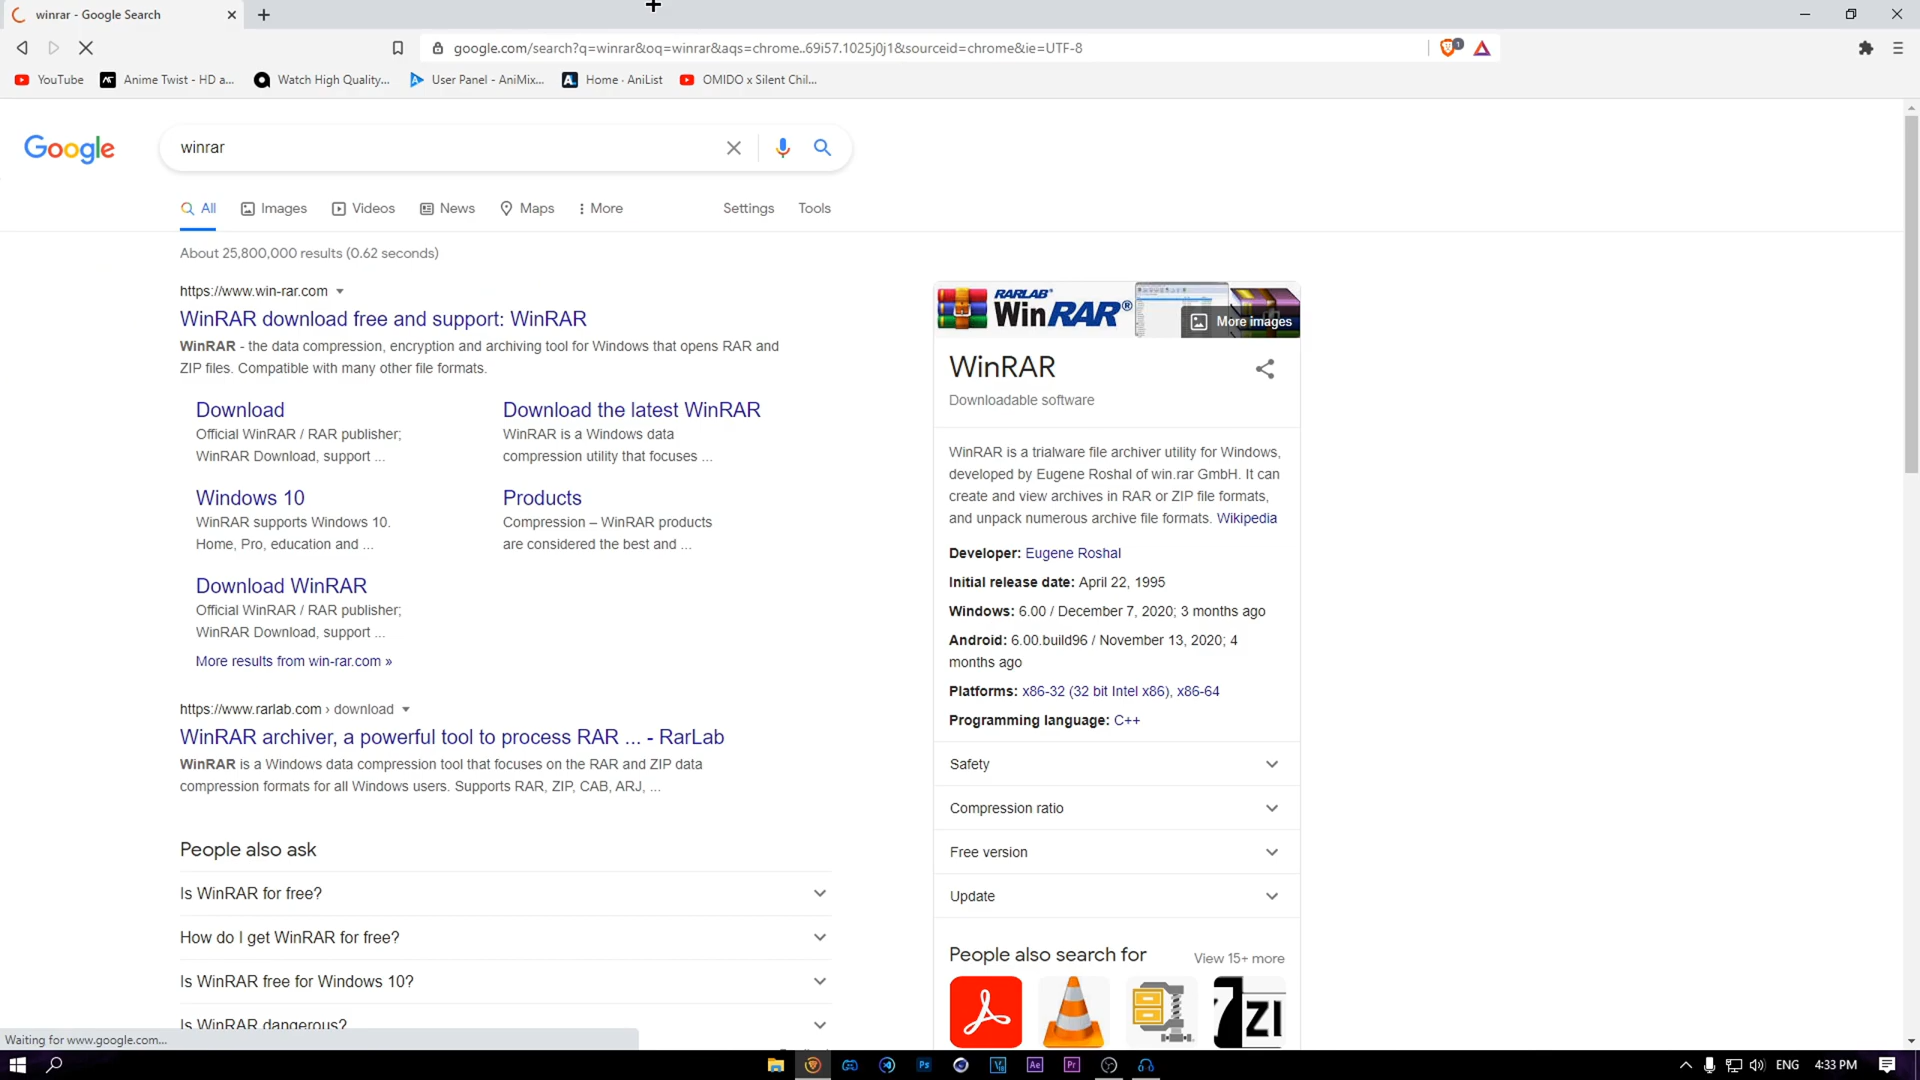 winrar - Google Search
google.com/search?q=winrar&oq=winrar&aqs=chrome..69i57.1025j0j1&sourceid=chrome&ie=UTF-8
1
YouTube
Anime Twist - HD a...
Watch High Quality...
User Panel - AniMix...
Home · AniList
OMIDO x Silent Chil...
Google
winrar
All
Images
Videos
News
Maps
More
Settings
Tools
About 25,800,000 results (0.62 seconds)
https://www.win-rar.com
WinRAR download free and support: WinRAR
WinRAR - the data compression, encryption and archiving tool for Windows that opens RAR and
ZIP files. Compatible with many other file formats.
Download
Official WinRAR / RAR publisher;
WinRAR Download, support ...
Download the latest WinRAR
WinRAR is a Windows data
compression utility that focuses ...
Windows 10
WinRAR supports Windows 10.
Home, Pro, education and ...
Products
Compression – WinRAR products
are considered the best and ...
Download WinRAR
Official WinRAR / RAR publisher;
WinRAR Download, support ...
More results from win-rar.com »
https://www.rarlab.com › download
WinRAR archiver, a powerful tool to process RAR ... - RarLab
WinRAR is a Windows data compression tool that focuses on the RAR and ZIP data
compression formats for all Windows users. Supports RAR, ZIP, CAB, ARJ, ...
People also ask
Is WinRAR for free?
How do I get WinRAR for free?
Is WinRAR free for Windows 10?
Is WinRAR dangerous?
RARLAB®
WinRAR®
More images
WinRAR
Downloadable software
WinRAR is a trialware file archiver utility for Windows,
developed by Eugene Roshal of win.rar GmbH. It can
create and view archives in RAR or ZIP file formats,
and unpack numerous archive file formats. Wikipedia
Developer: Eugene Roshal
Initial release date: April 22, 1995
Windows: 6.00 / December 7, 2020; 3 months ago
Android: 6.00.build96 / November 13, 2020; 4
months ago
Platforms: x86-32 (32 bit Intel x86), x86-64
Programming language: C++
Safety
Compression ratio
Free version
Update
People also search for
View 15+ more
7ZI
Waiting for www.google.com...
Ps
Ae
Pr
ENG
4:33 PM